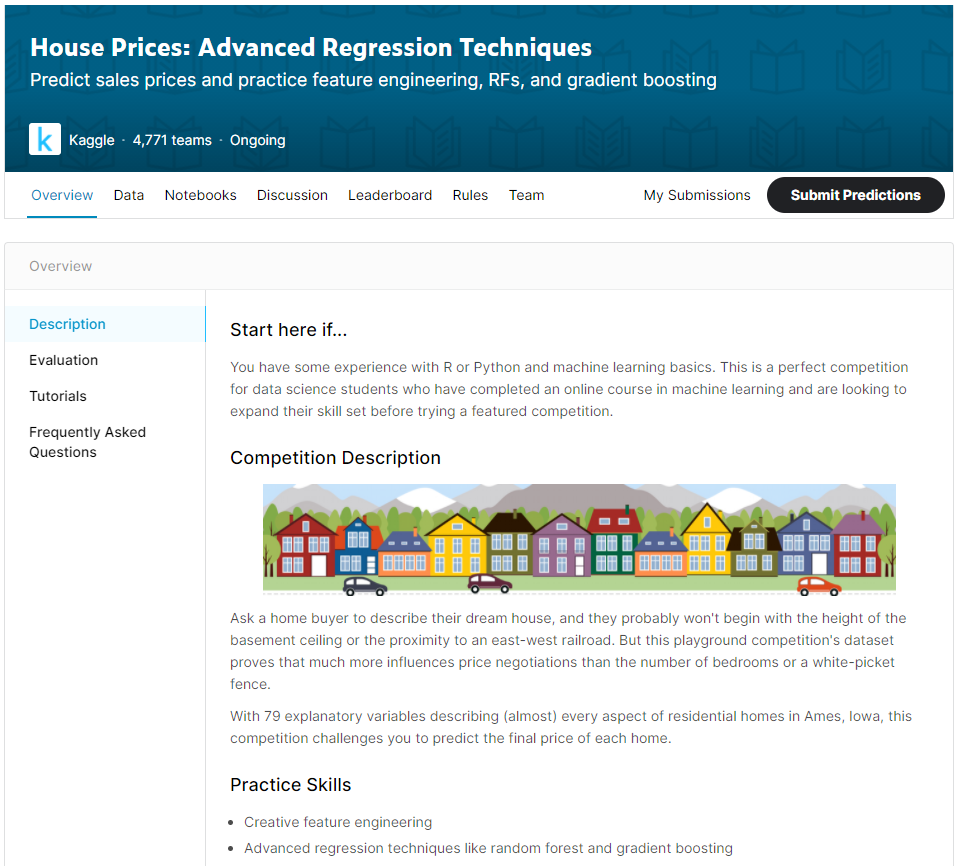 House Prices: Advanced Regression Techniques
Predict sales prices and practice feature engineering, RFs, and gradient boosting
k Kaggle · 4,771 teams · Ongoing
Overview Data Notebooks Discussion Leaderboard Rules Team My Submissions Submit Predictions
Overview
Description
Evaluation
Tutorials
Frequently Asked
Questions
Start here if...
You have some experience with R or Python and machine learning basics. This is a perfect competition
for data science students who have completed an online course in machine learning and are looking to
expand their skill set before trying a featured competition.
Competition Description
Ask a home buyer to describe their dream house, and they probably won't begin with the height of the
basement ceiling or the proximity to an east-west railroad. But this playground competition's dataset
proves that much more influences price negotiations than the number of bedrooms or a white-picket
fence.
With 79 explanatory variables describing (almost) every aspect of residential homes in Ames, Iowa, this
competition challenges you to predict the final price of each home.
Practice Skills
• Creative feature engineering
• Advanced regression techniques like random forest and gradient boosting